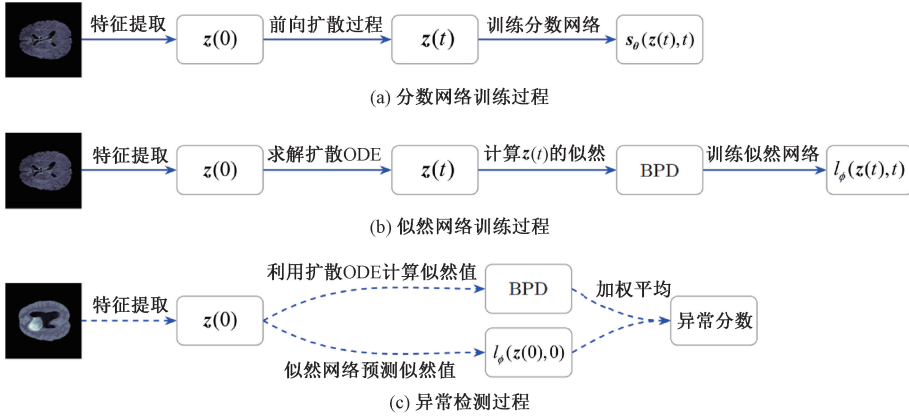 特征提取 z(0) 前向扩散过程 z(t) 训练分数网络 s_θ(z(t),t)
(a) 分数网络训练过程
特征提取 z(0) 求解扩散ODE z(t) 计算z(t)的似然 BPD 训练似然网络 l_ϕ(z(t),t)
(b) 似然网络训练过程
利用扩散ODE计算似然值 BPD 加权平均
特征提取 z(0) 异常分数
似然网络预测似然值 l_ϕ(z(0),0)
(c) 异常检测过程